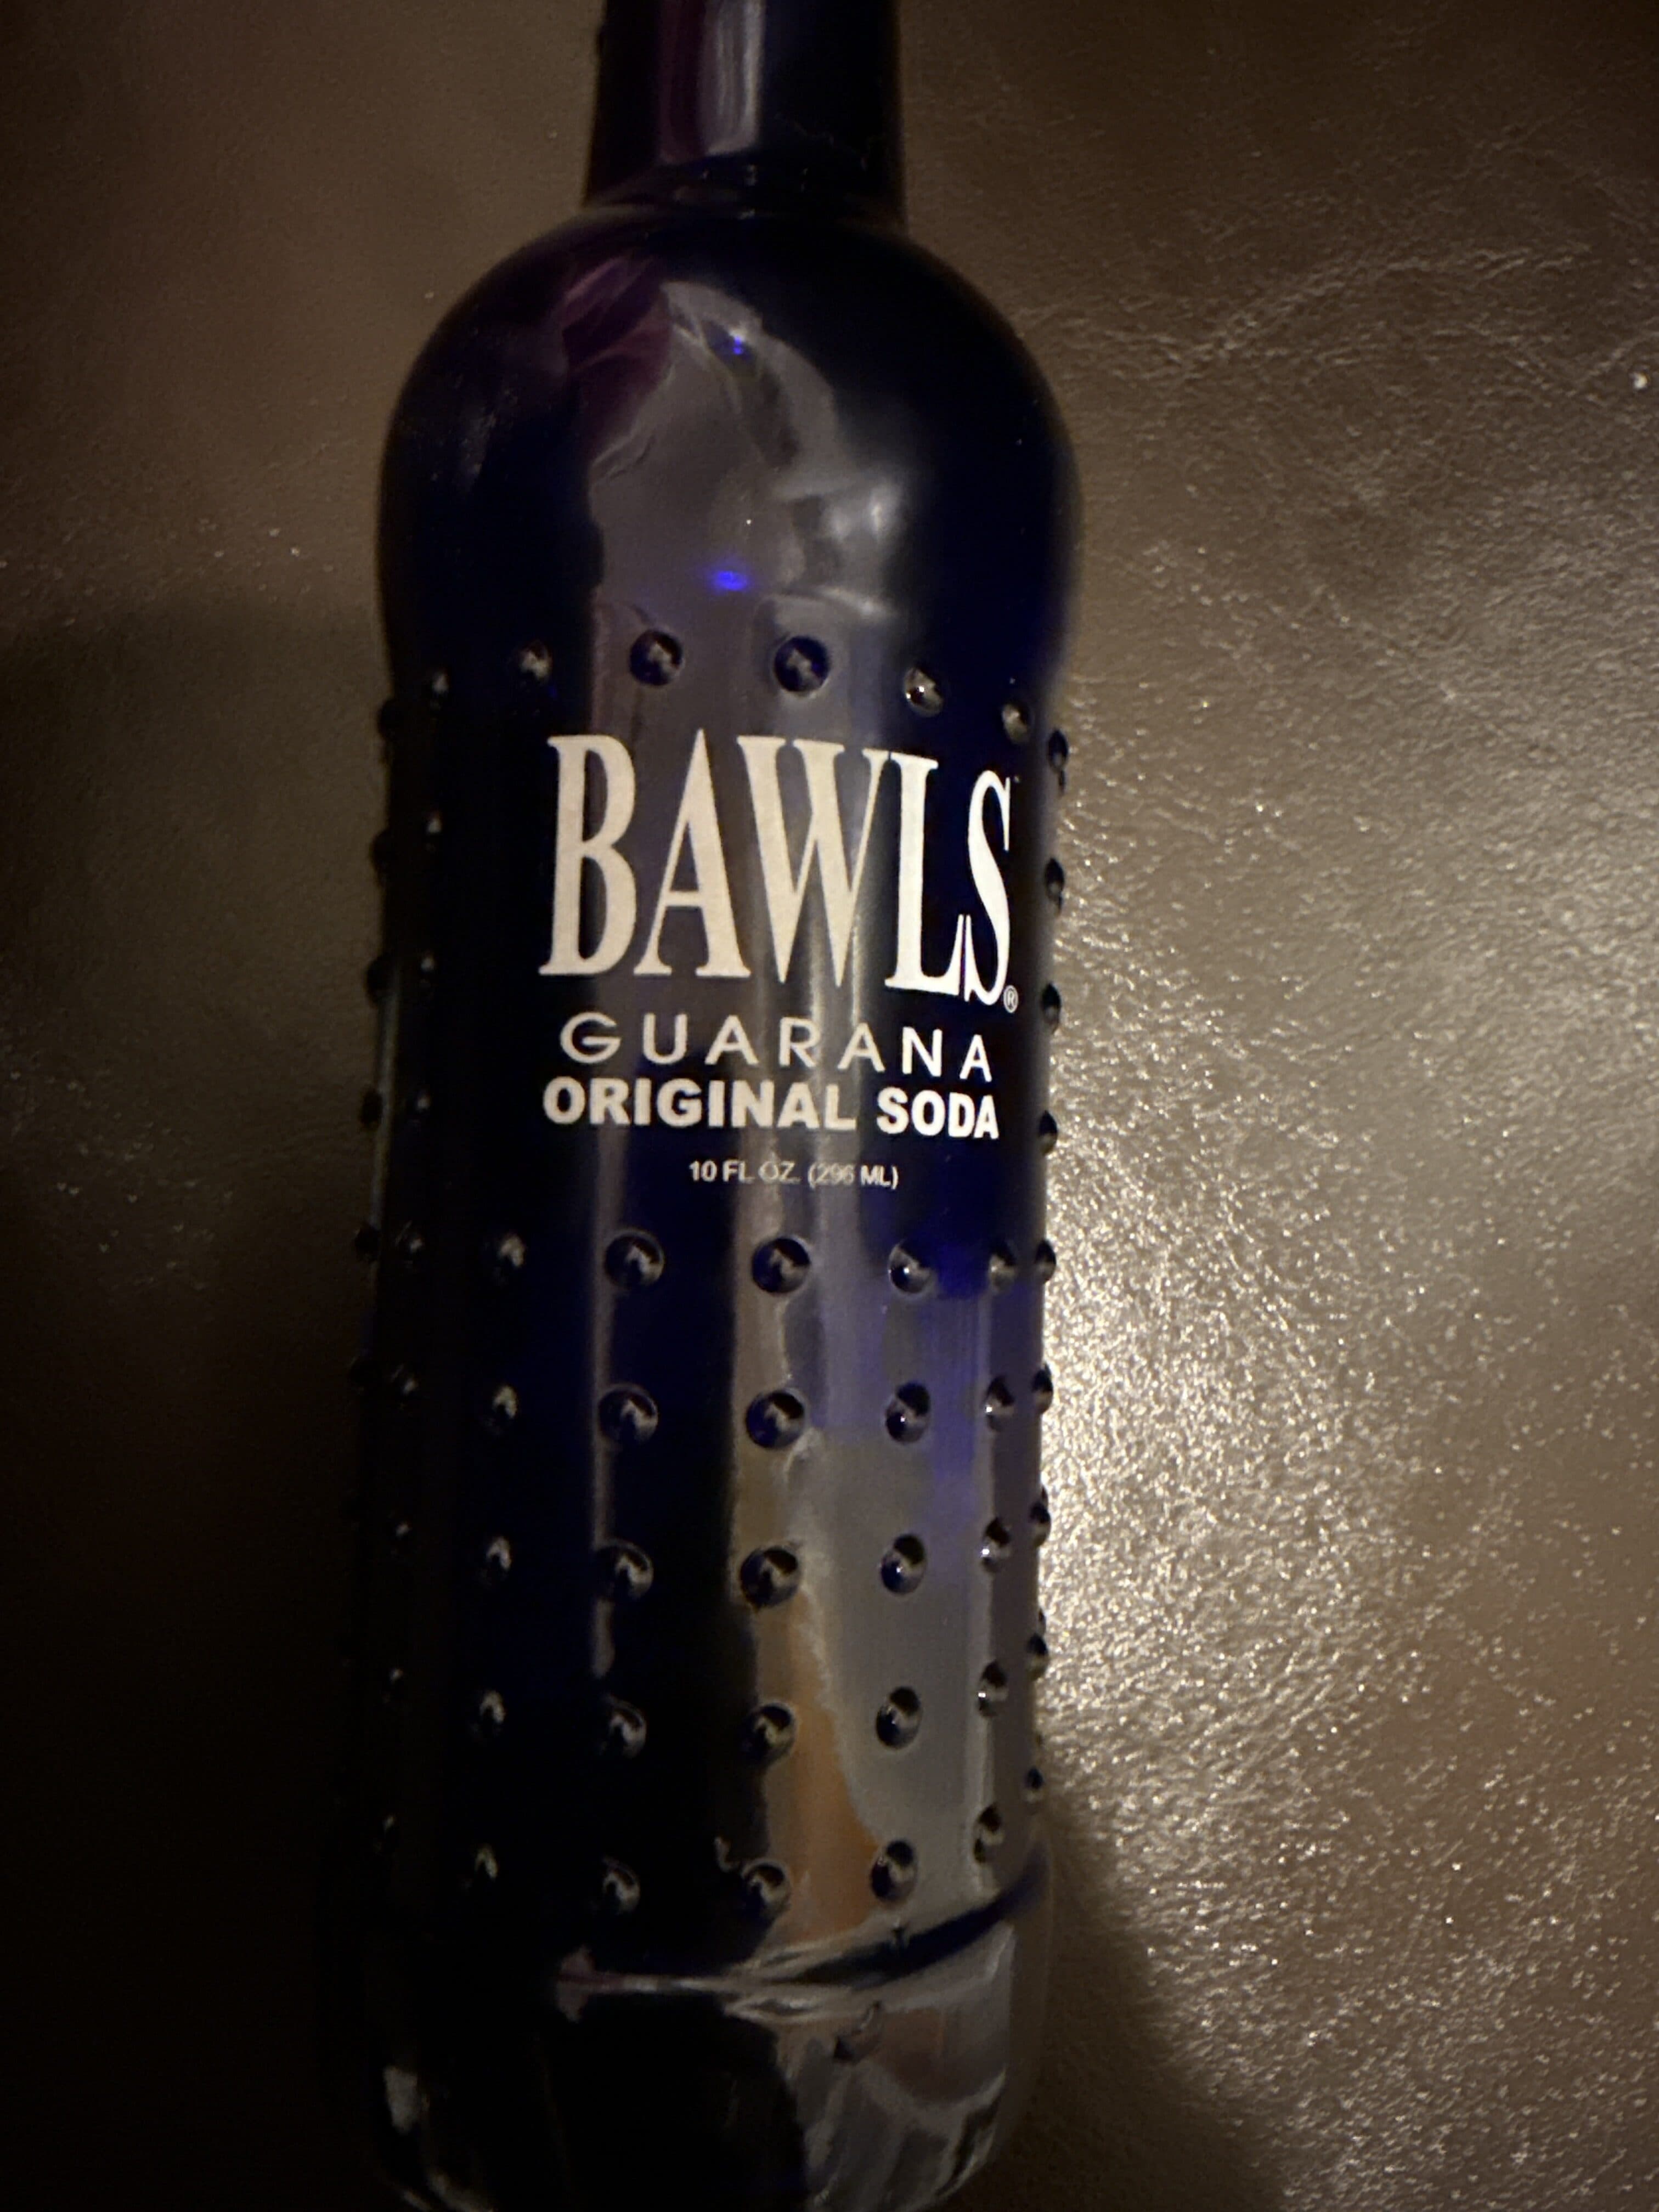 BAWLS®
GUARANA
ORIGINAL SODA
10 FL OZ. (296 ML)